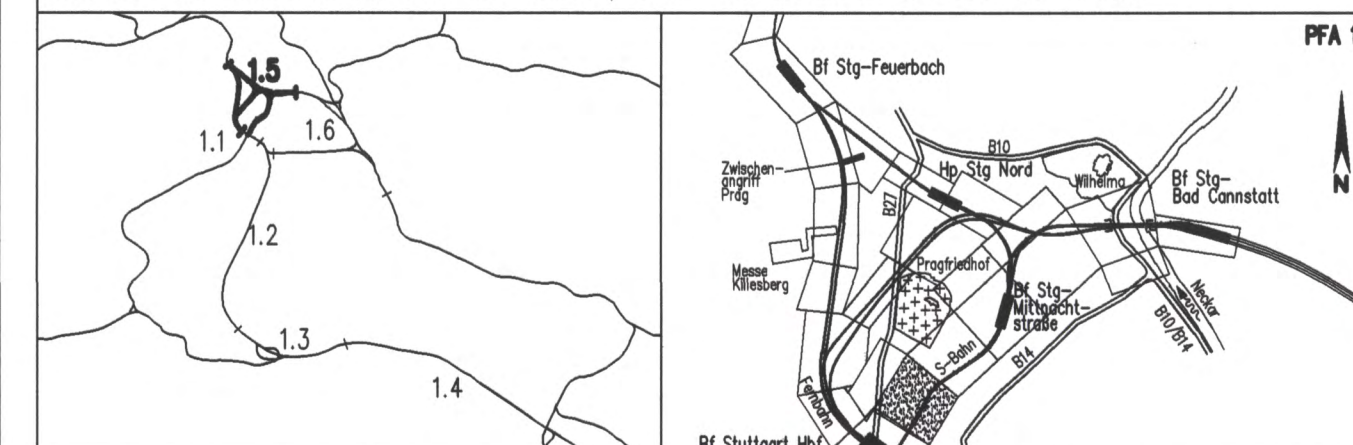 1.5
1.1
1.6
1.2
1.3
1.4
PFA 1
Bf Stg-Feuerbach
N
B10
Zwischen-
angriff
Prag
Hp Stg Nord
Wilhelma
Bf Stg-
Bad Cannstatt
B27
Messe
Killesberg
Pragfriedhof
Bf Stg-
Mittnacht-
straße
Neckar
B10/B14
S-Bahn
B14
Fernbahn
Bf Stuttgart Hbf